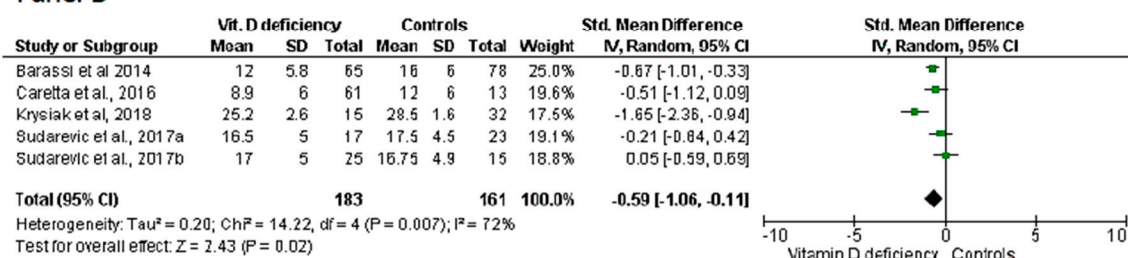 Vit. D deficiency Controls Std. Mean Difference Std. Mean Difference
Study or Subgroup Mean SD Total Mean SD Total Weight IV, Random, 95% CI IV, Random, 95% CI
Barassi et al 2014 12 5.8 65 16 6 78 25.0% -0.67 [-1.01, -0.33]
Caretta et al., 2016 8.9 6 61 12 6 13 19.6% -0.51 [-1.12, 0.09]
Krysiak et al, 2018 25.2 2.6 15 28.5 1.6 32 17.5% -1.65 [-2.36, -0.94]
Sudarevic et al., 2017a 16.5 5 17 17.5 4.5 23 19.1% -0.21 [-0.84, 0.42]
Sudarevic et al., 2017b 17 5 25 16.75 4.9 15 18.8% 0.05 [-0.59, 0.69]
Total (95% CI) 183 161 100.0% -0.59 [-1.06, -0.11]
Heterogeneity: Tau² = 0.20; Chi² = 14.22, df = 4 (P = 0.007); I² = 72%
Test for overall effect: Z = 2.43 (P = 0.02)
-10 -5 0 5 10
Vitamin D deficiency Controls